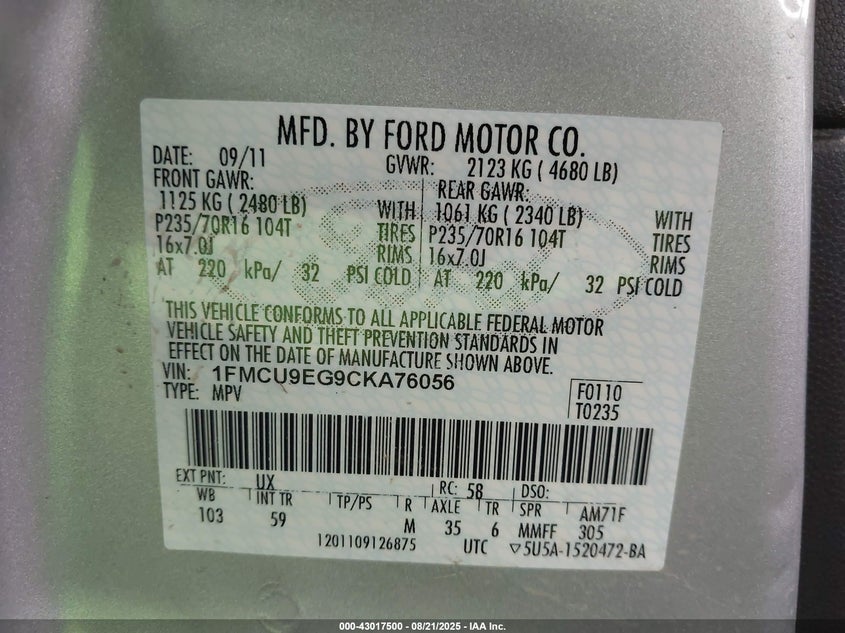 MFD. BY FORD MOTOR CO.
DATE: 09/11 GVWR: 2123 KG ( 4680 LB)
FRONT GAWR: REAR GAWR:
1125 KG ( 2480 LB) WITH 1061 KG ( 2340 LB) WITH
P235/70R16 104T TIRES P235/70R16 104T TIRES
16x7.0J RIMS 16x7.0J RIMS
AT 220 kPa/ 32 PSI COLD AT 220 kPa/ 32 PSI COLD
THIS VEHICLE CONFORMS TO ALL APPLICABLE FEDERAL MOTOR
VEHICLE SAFETY AND THEFT PREVENTION STANDARDS IN
EFFECT ON THE DATE OF MANUFACTURE SHOWN ABOVE.
VIN: 1FMCU9EG9CKA76056
TYPE: MPV
F0110
T0235
EXT PNT: UX RC: 58 DSO:
WB INT TR TP/PS R AXLE TR SPR AM71F
103 59 M 35 6 MMFF 305
1201109126875 UTC ▽5U5A-1520472-BA
000-43017500 - 08/21/2025 - IAA Inc.